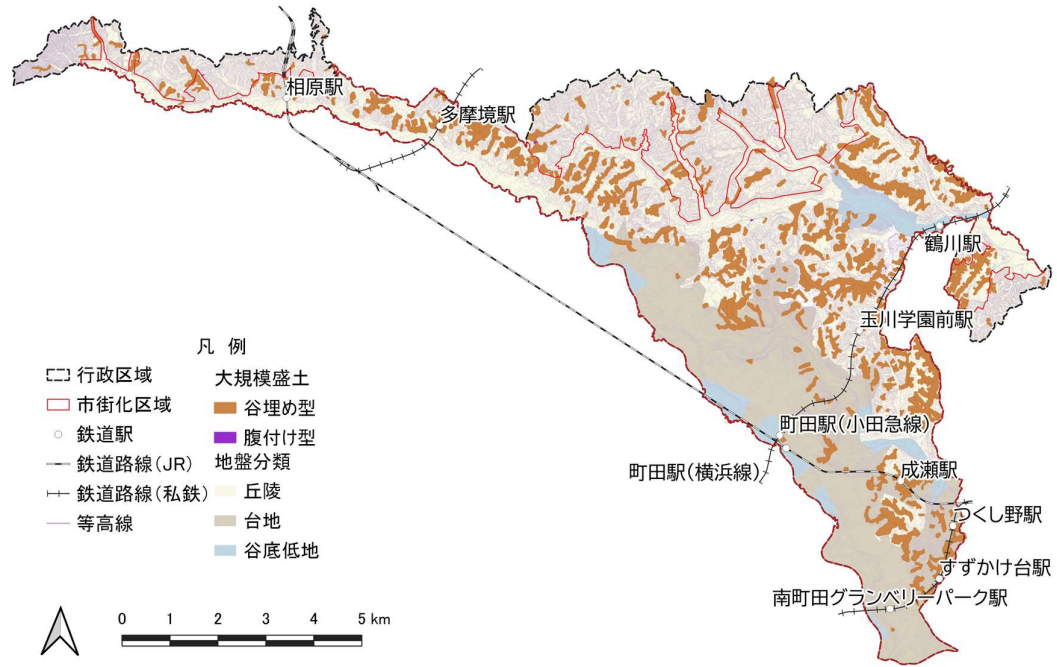 相原駅
多摩境駅
鶴川駅
玉川学園前駅
町田駅(小田急線)
町田駅(横浜線)
成瀬駅
つくし野駅
すずかけ台駅
南町田グランベリーパーク駅
凡 例
行政区域
市街化区域
鉄道駅
鉄道路線(JR)
鉄道路線(私鉄)
等高線
大規模盛土
谷埋め型
腹付け型
地盤分類
丘陵
台地
谷底低地
0 1 2 3 4 5 km